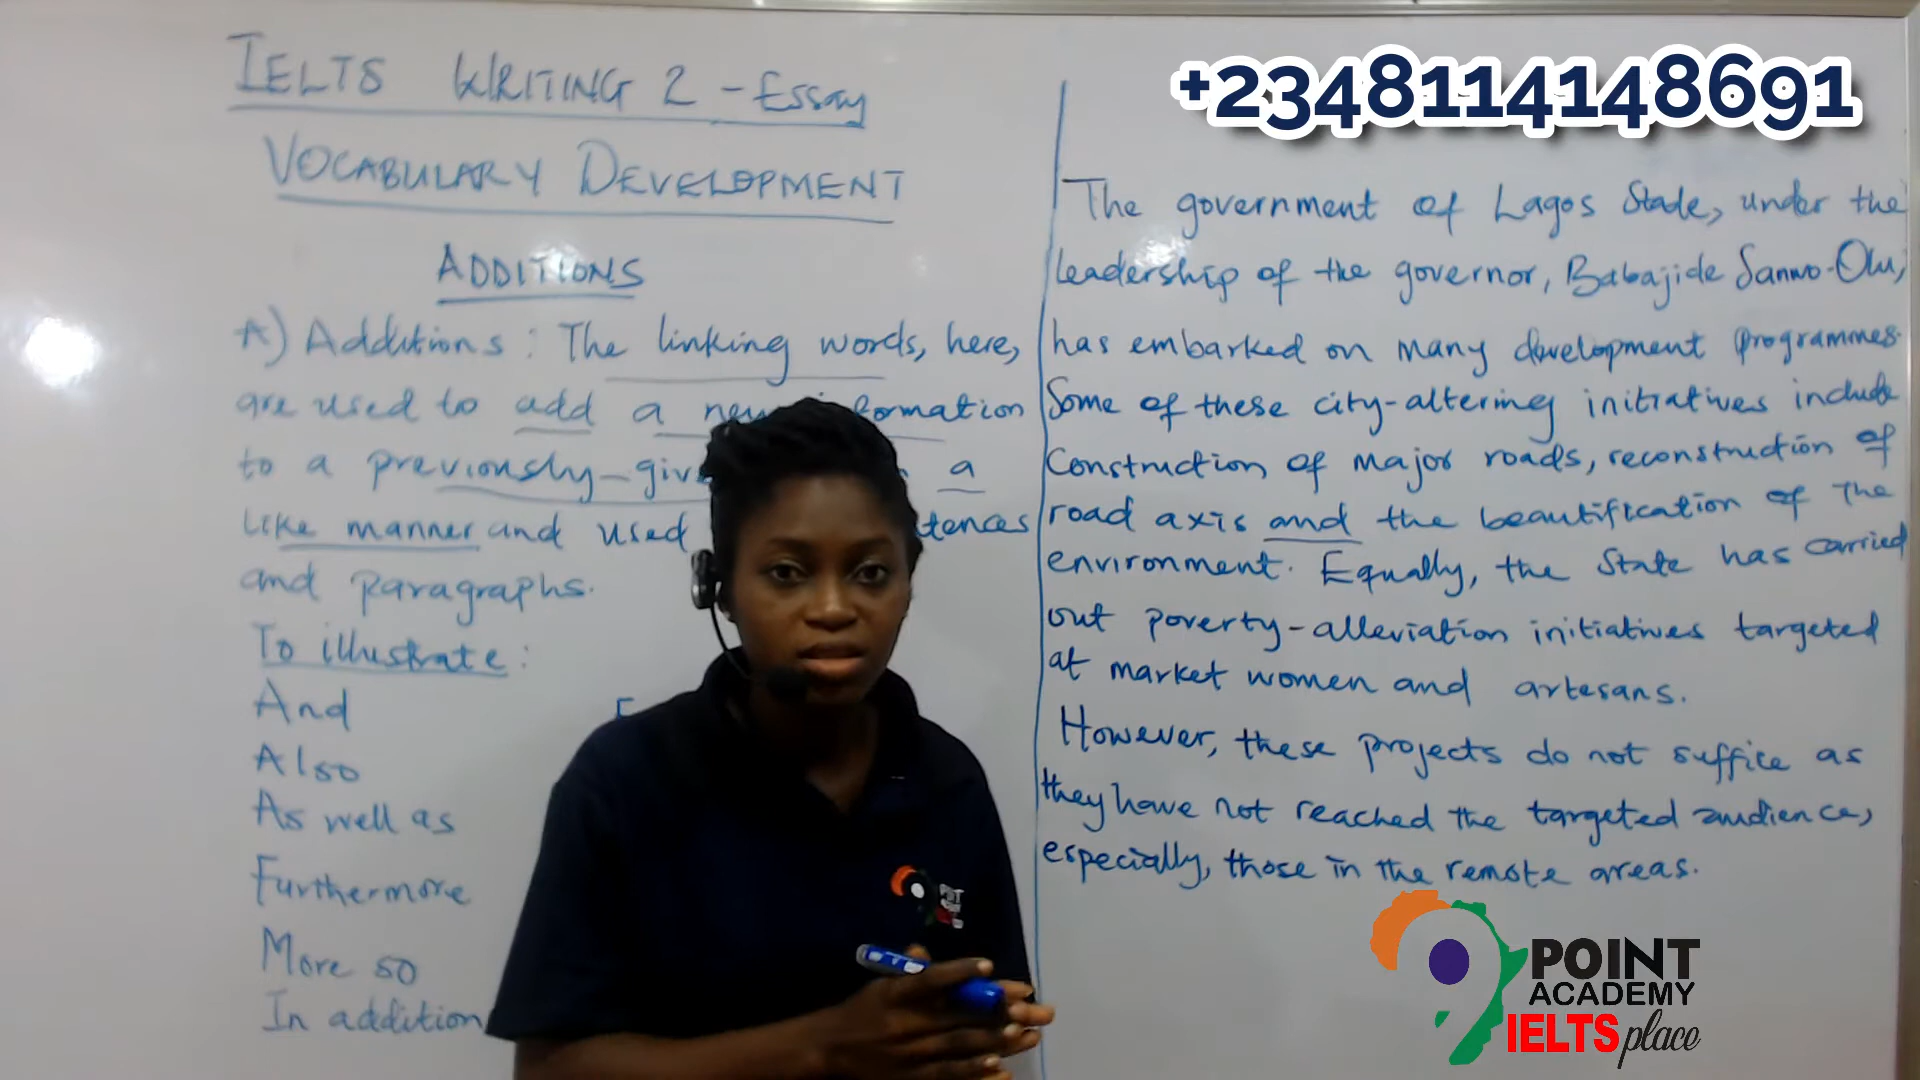 IELTS WRITING 2 - Essay
VOCABULARY DEVELOPMENT
ADDITIONS
A) Additions: The linking words, here,
are used to add a new
to a previously-giv a
like manner and used tences
and paragraphs.
To illustrate:
And
Also
As well as
Furthermore
More so
In addition
+2348114148691
The government of Lagos State, under the
leadership of the governor, Babajide Sanwo-Olu,
has embarked on many development programmes.
Some of these city-altering initiatives include
construction of major roads, reconstruction of
road axis and the beautification of the
environment. Equally, the State has carried
out poverty-alleviation initiatives targeted
at market women and artesans.
However, these projects do not suffice as
they have not reached the targeted audience,
especially, those in the remote areas.
9 POINT
ACADEMY
IELTS place